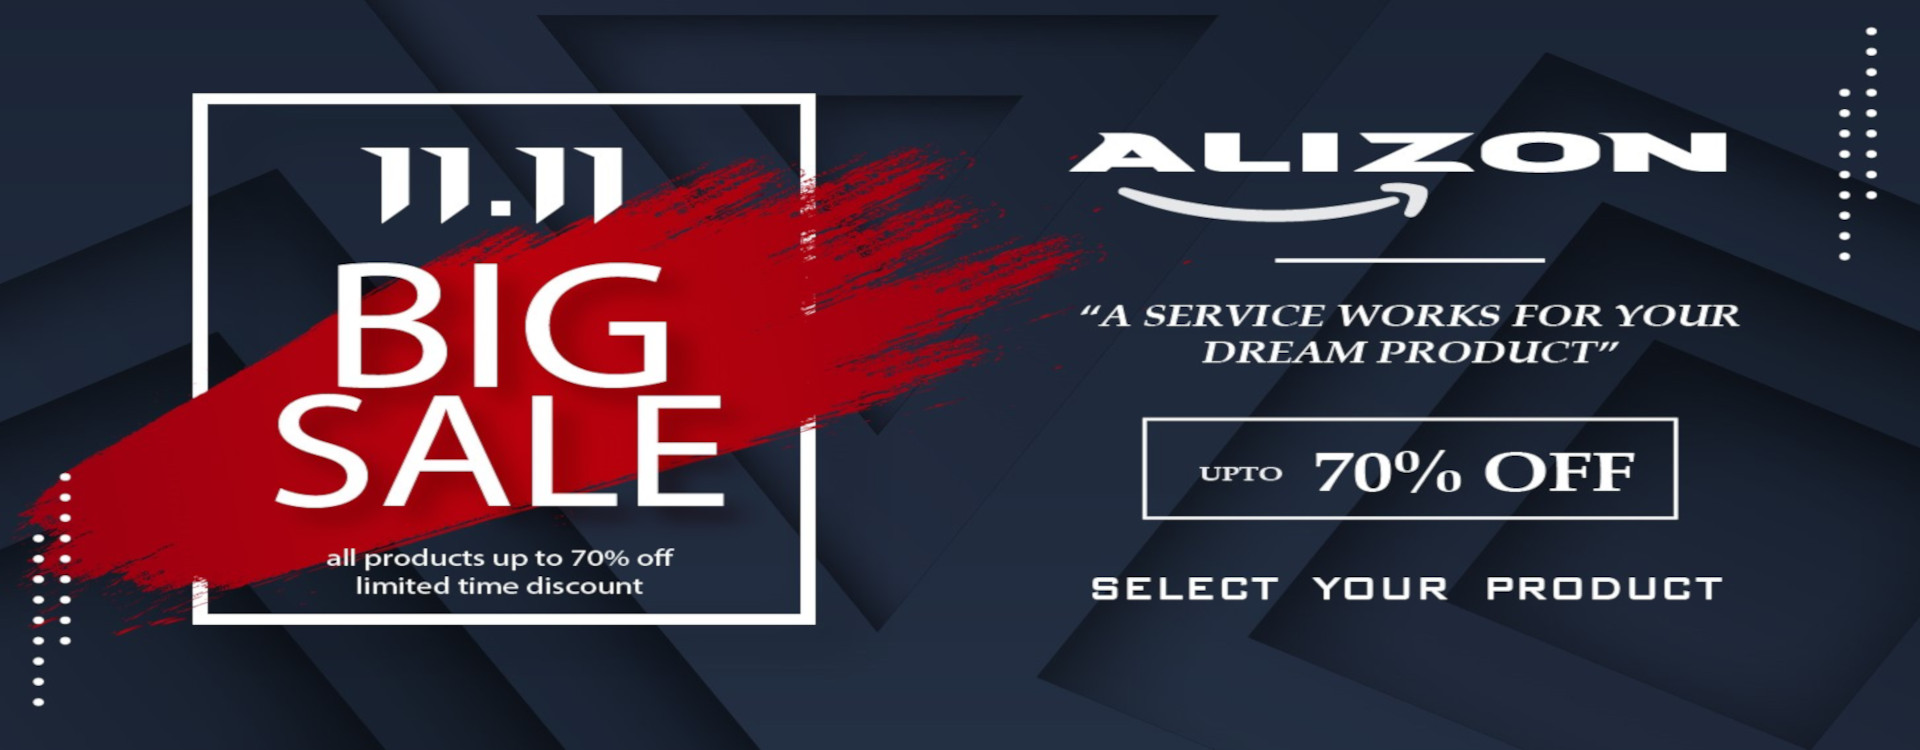 11.11
BIG
SALE
all products up to 70% off
limited time discount
ALIZON
“A SERVICE WORKS FOR YOUR
DREAM PRODUCT”
UPTO 70% OFF
SELECT YOUR PRODUCT